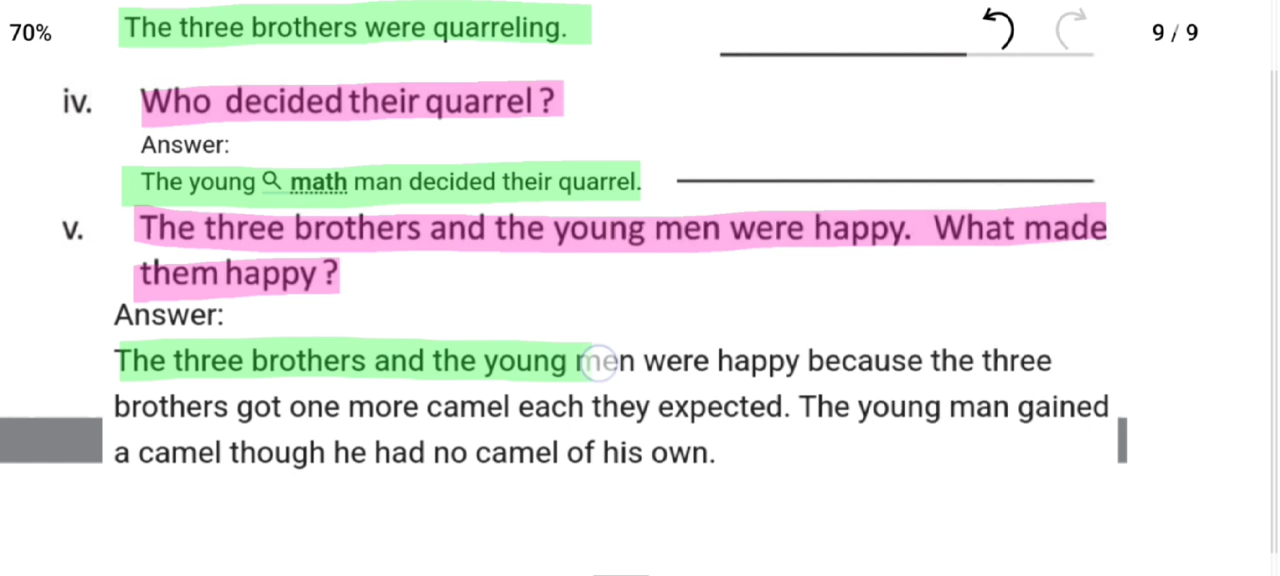 70%
The three brothers were quarreling.
9 / 9
iv. Who decided their quarrel ?
Answer:
The young math man decided their quarrel.
v. The three brothers and the young men were happy. What made
them happy ?
Answer:
The three brothers and the young men were happy because the three
brothers got one more camel each they expected. The young man gained
a camel though he had no camel of his own.